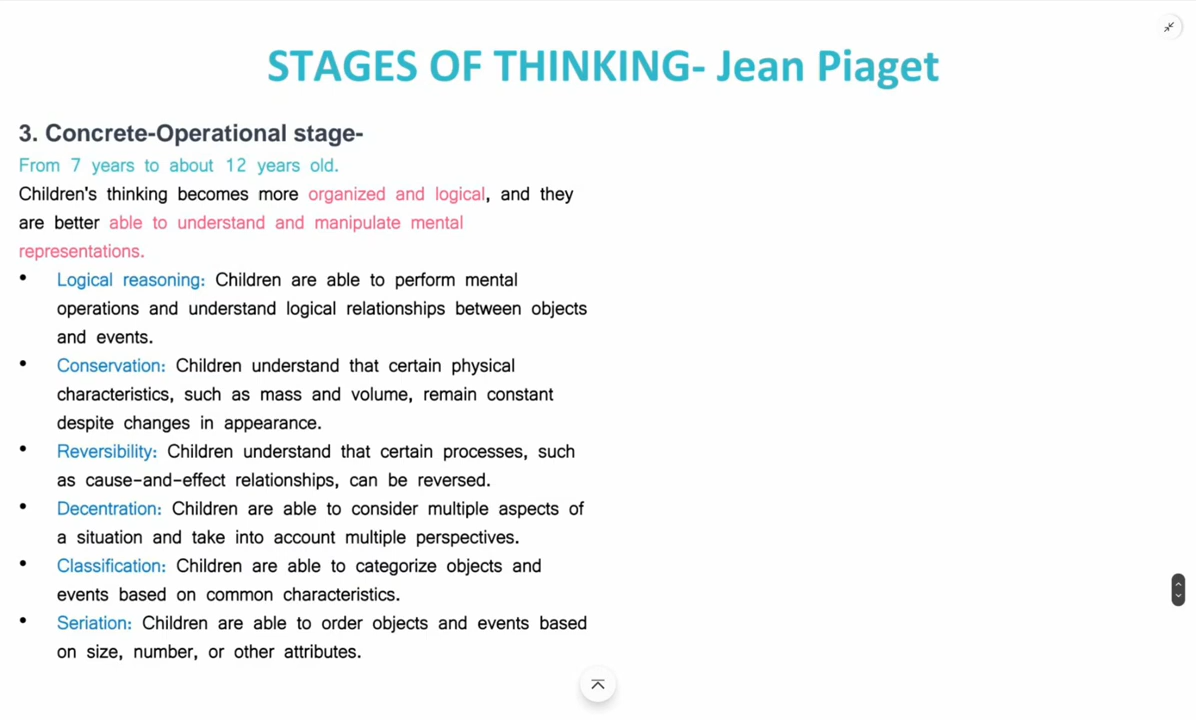 STAGES OF THINKING- Jean Piaget
3. Concrete-Operational stage-
From 7 years to about 12 years old.
Children's thinking becomes more organized and logical, and they
are better able to understand and manipulate mental
representations.
• Logical reasoning: Children are able to perform mental
operations and understand logical relationships between objects
and events.
• Conservation: Children understand that certain physical
characteristics, such as mass and volume, remain constant
despite changes in appearance.
• Reversibility: Children understand that certain processes, such
as cause-and-effect relationships, can be reversed.
• Decentration: Children are able to consider multiple aspects of
a situation and take into account multiple perspectives.
• Classification: Children are able to categorize objects and
events based on common characteristics.
• Seriation: Children are able to order objects and events based
on size, number, or other attributes.